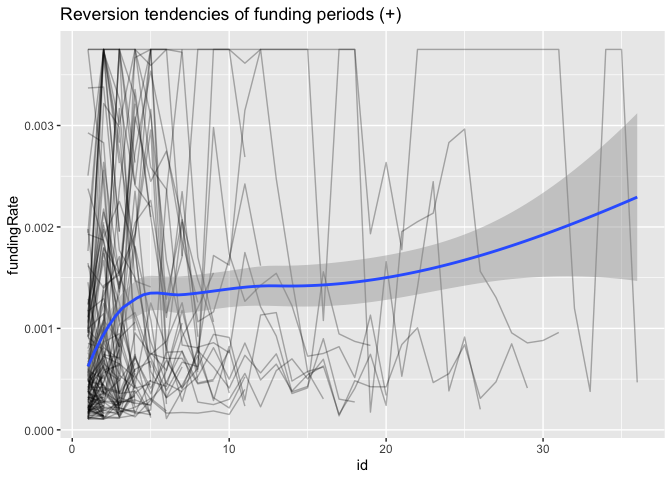 Reversion tendencies of funding periods (+)
fundingRate
0.003
0.002
0.001
0.000
0 10 20 30
id